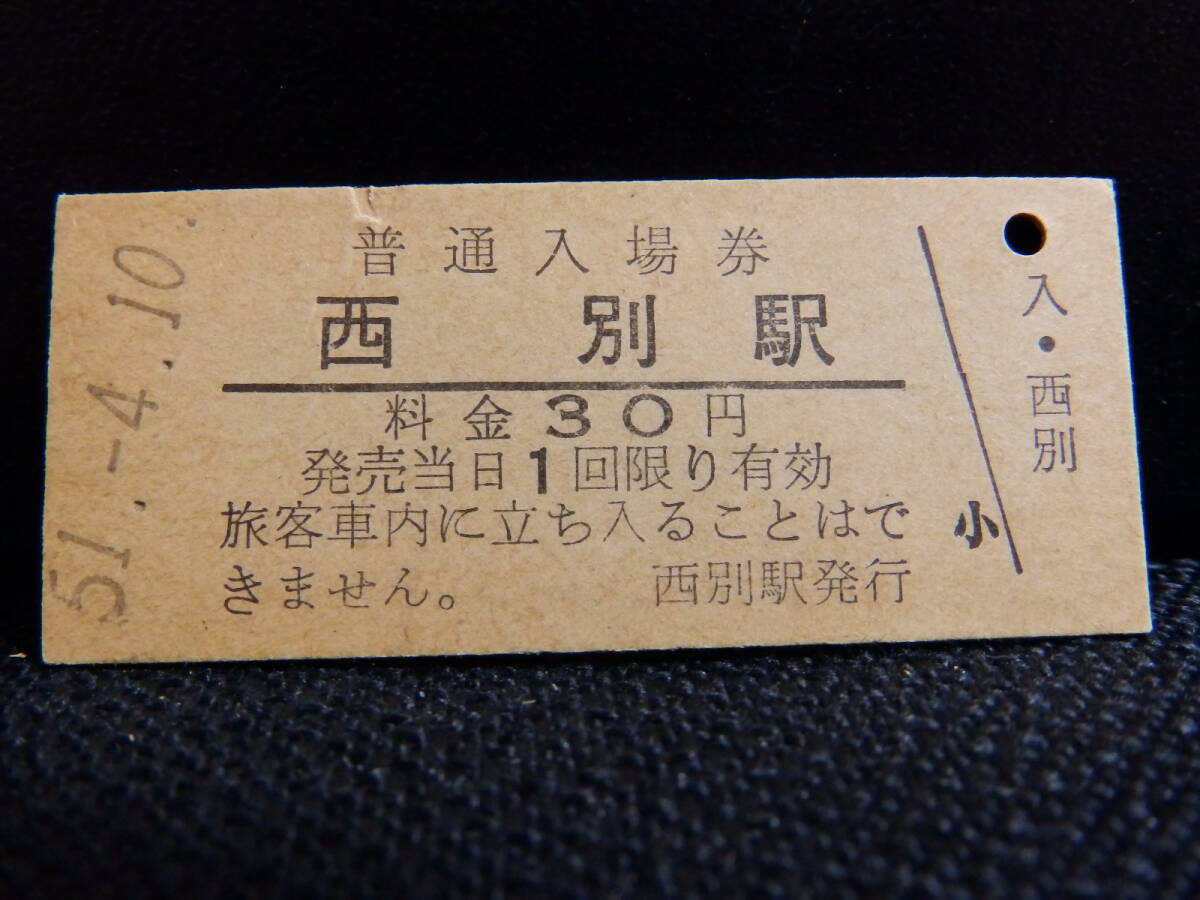 普通入場券
西別駅
料金30円
発売当日1回限り有効
旅客車内に立ち入ることはで
きません。 西別駅発行
51.-4.10.
入・西別
小